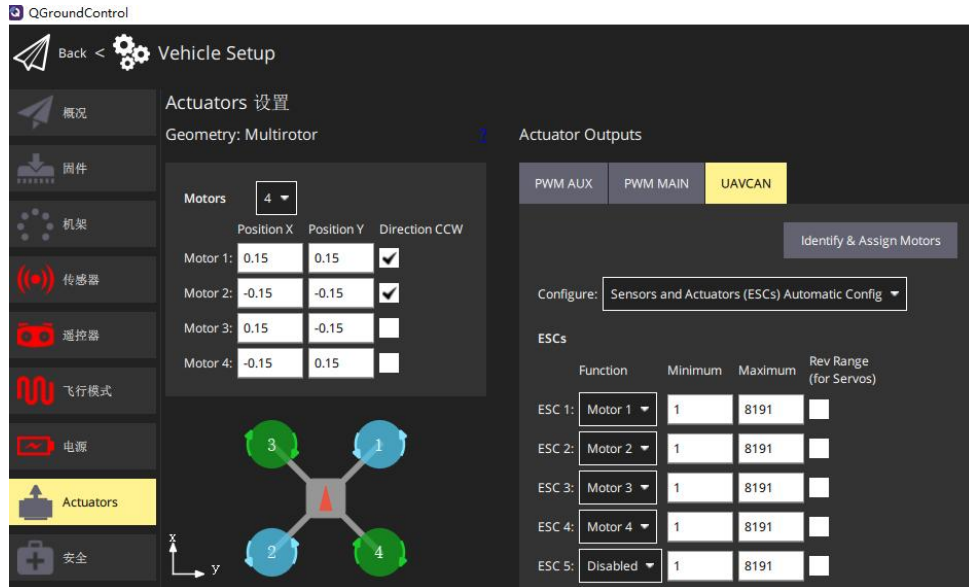 QGroundControl
Back < Vehicle Setup
概况
固件
机架
传感器
遥控器
飞行模式
电源
Actuators
安全
Actuators 设置
Geometry: Multirotor ?
Motors 4
Position X Position Y Direction CCW
Motor 1: 0.15 0.15
Motor 2: -0.15 -0.15
Motor 3: 0.15 -0.15
Motor 4: -0.15 0.15
3 1
2 4
x
y
Actuator Outputs
PWM AUX PWM MAIN UAVCAN
Identify & Assign Motors
Configure: Sensors and Actuators (ESCs) Automatic Config
ESCs
Function Minimum Maximum Rev Range
(for Servos)
ESC 1: Motor 1 1 8191
ESC 2: Motor 2 1 8191
ESC 3: Motor 3 1 8191
ESC 4: Motor 4 1 8191
ESC 5: Disabled 1 8191